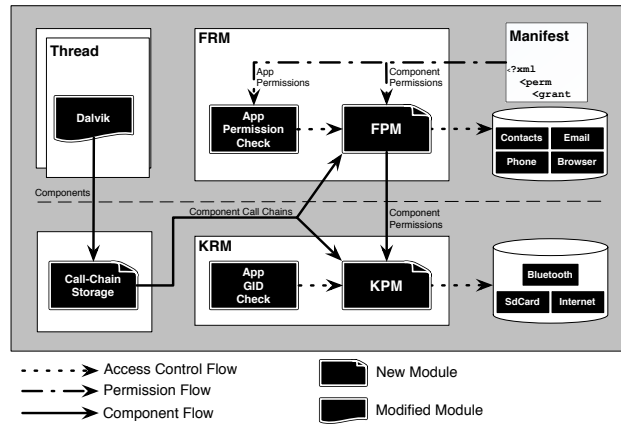 Thread
FRM
Manifest
App
Permissions
Component
Permissions
<?xml
<perm
<grant
Dalvik
App
Permission
Check
FPM
Contacts
Email
Phone
Browser
Components
Component Call Chains
Component
Permissions
KRM
Call-Chain
Storage
App
GID
Check
KPM
Bluetooth
SdCard
Internet
Access Control Flow
Permission Flow
Component Flow
New Module
Modified Module